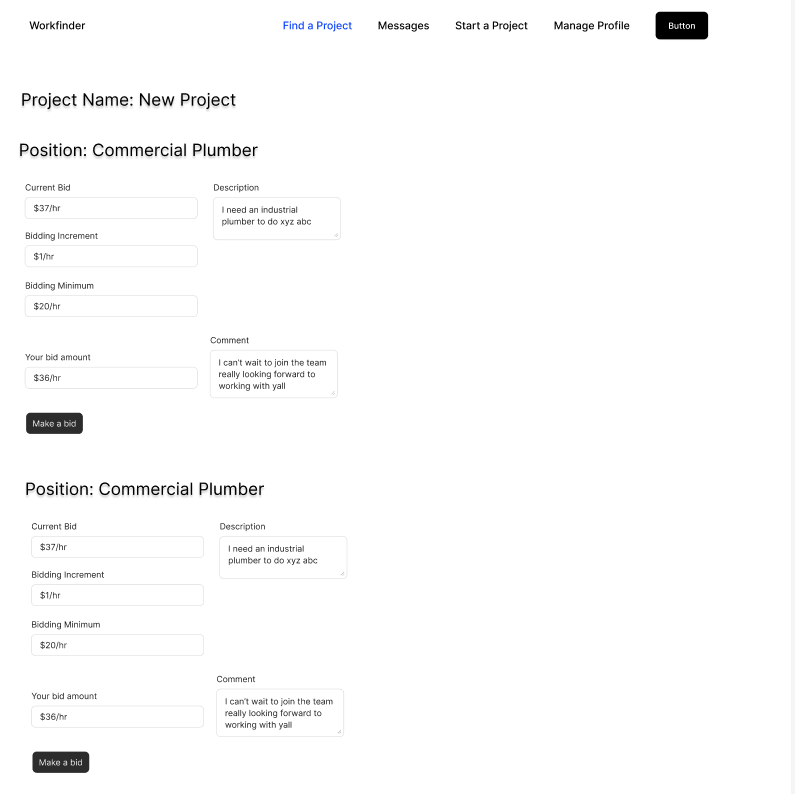 Workfinder
Find a Project
Messages
Start a Project
Manage Profile
Button
Project Name: New Project
Position: Commercial Plumber
Current Bid
$37/hr
Description
I need an industrial
plumber to do xyz abc
Bidding Increment
$1/hr
Bidding Minimum
$20/hr
Your bid amount
$36/hr
Comment
I can't wait to join the team
really looking forward to
working with yall
Make a bid
Position: Commercial Plumber
Current Bid
$37/hr
Description
I need an industrial
plumber to do xyz abc
Bidding Increment
$1/hr
Bidding Minimum
$20/hr
Your bid amount
$36/hr
Comment
I can't wait to join the team
really looking forward to
working with yall
Make a bid